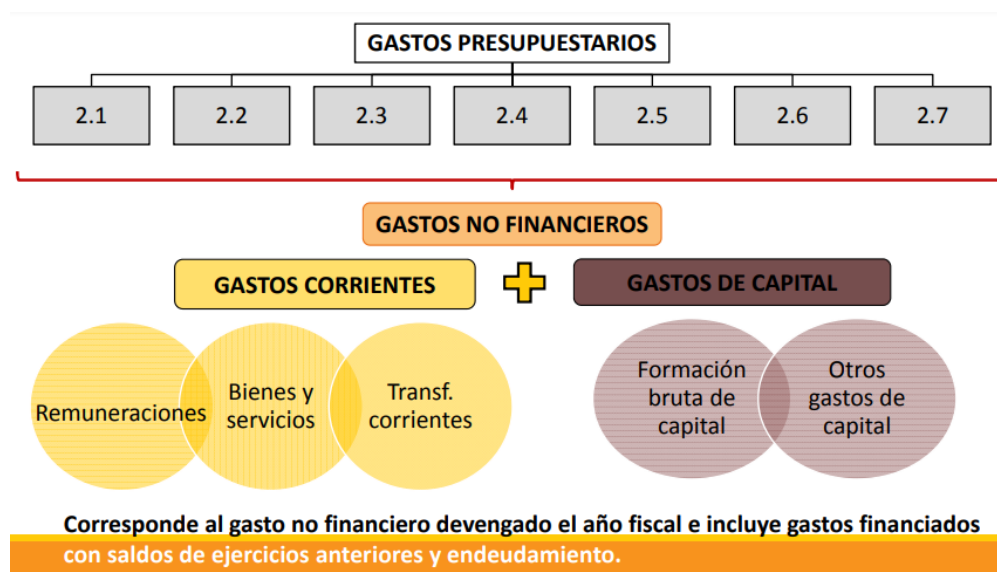 GASTOS PRESUPUESTARIOS
2.1 2.2 2.3 2.4 2.5 2.6 2.7
GASTOS NO FINANCIEROS
GASTOS CORRIENTES
GASTOS DE CAPITAL
Remuneraciones
Bienes y
servicios
Transf.
corrientes
Formación
bruta de
capital
Otros
gastos de
capital
Corresponde al gasto no financiero devengado el año fiscal e incluye gastos financiados
con saldos de ejercicios anteriores y endeudamiento.